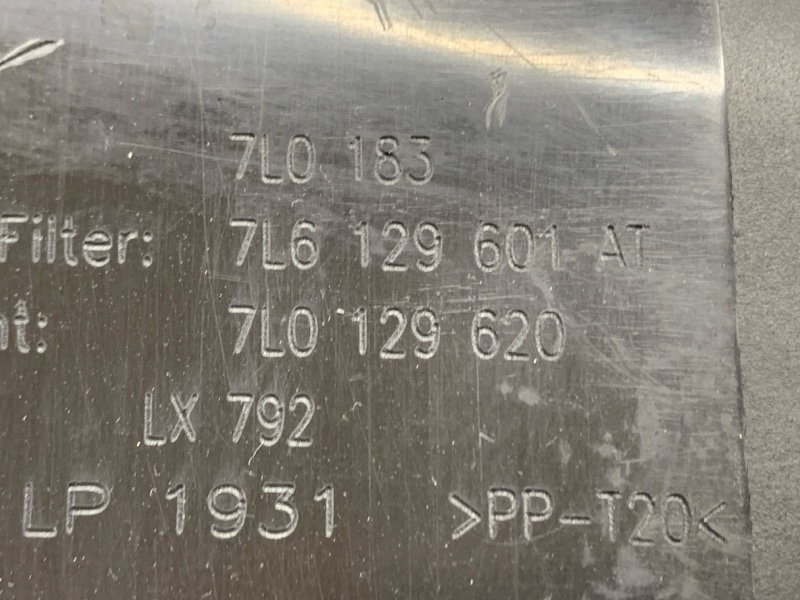 7L0 183
Filter: 7L6 129 601 AT
nt: 7L0 129 620
LX 792
LP 1931 >PP-T20<